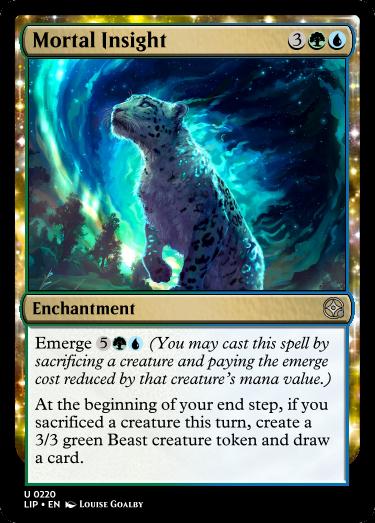 Mortal Insight 3
Enchantment
Emerge 5 (You may cast this spell by
sacrificing a creature and paying the emerge
cost reduced by that creature's mana value.)
At the beginning of your end step, if you
sacrificed a creature this turn, create a
3/3 green Beast creature token and draw
a card.
U 0220
LIP • EN Louise Goalby